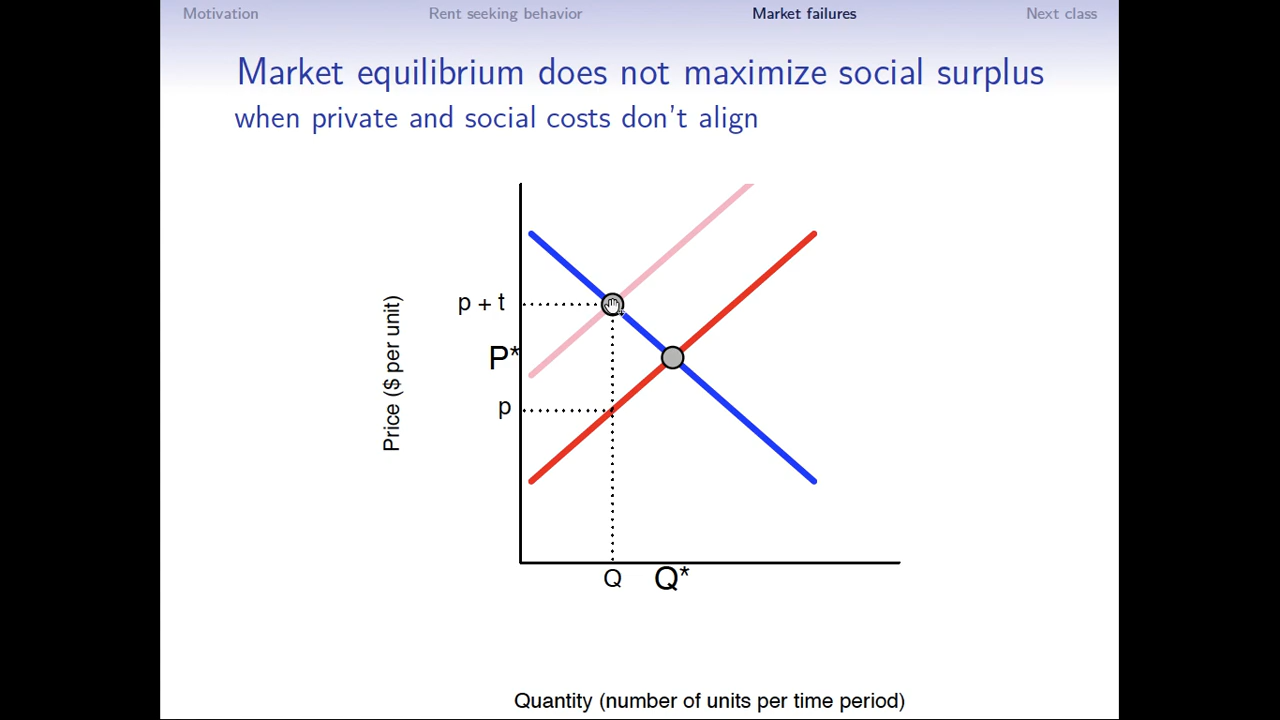 Motivation Rent seeking behavior Market failures Next class
Market equilibrium does not maximize social surplus
when private and social costs don't align
Price ($ per unit)
p + t
P*
p
Q Q*
Quantity (number of units per time period)